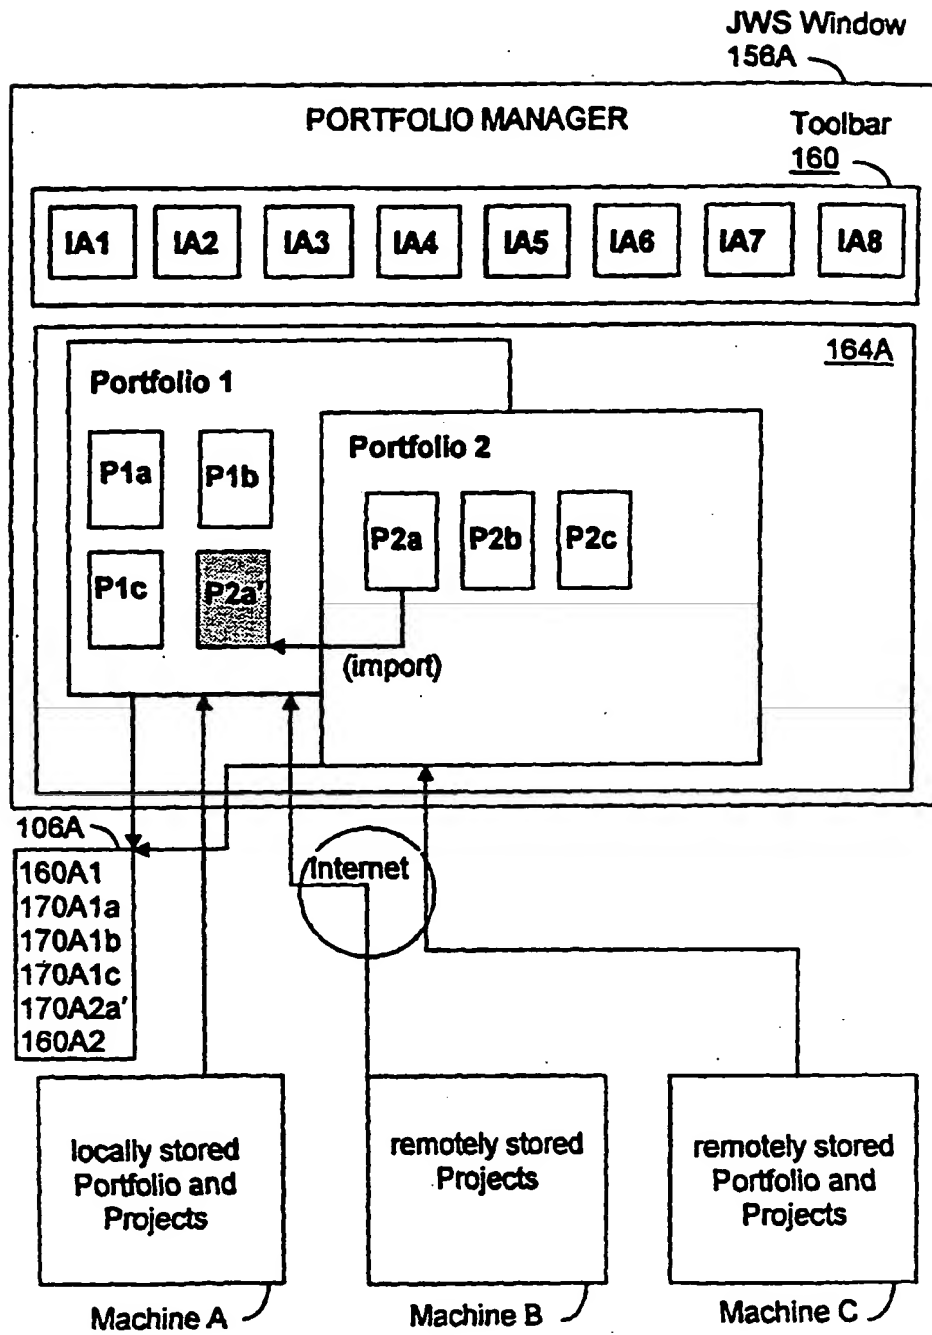 JWS Window
156A
PORTFOLIO MANAGER
Toolbar
160
IA1 IA2 IA3 IA4 IA5 IA6 IA7 IA8
164A
Portfolio 1
Portfolio 2
P1a P1b
P2a P2b P2c
P1c P2a'
(import)
106A
Internet
160A1
170A1a
170A1b
170A1c
170A2a'
160A2
locally stored
Portfolio and
Projects
remotely stored
Projects
remotely stored
Portfolio and
Projects
Machine A
Machine B
Machine C